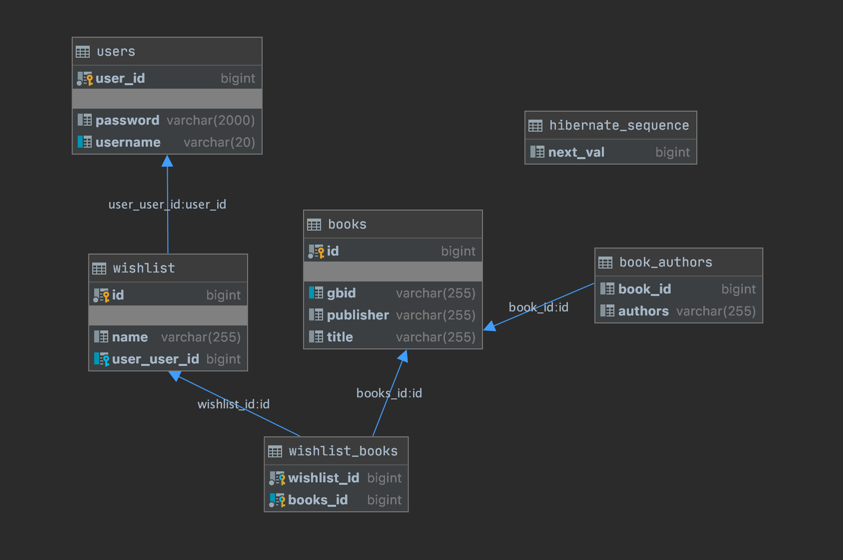 users
user_id bigint
password varchar(2000)
username varchar(20)
hibernate_sequence
next_val bigint
user_user_id:user_id
books
id bigint
gbid varchar(255)
publisher varchar(255)
title varchar(255)
wishlist
id bigint
name varchar(255)
user_user_id bigint
book_authors
book_id bigint
authors varchar(255)
book_id:id
wishlist_id:id
books_id:id
wishlist_books
wishlist_id bigint
books_id bigint